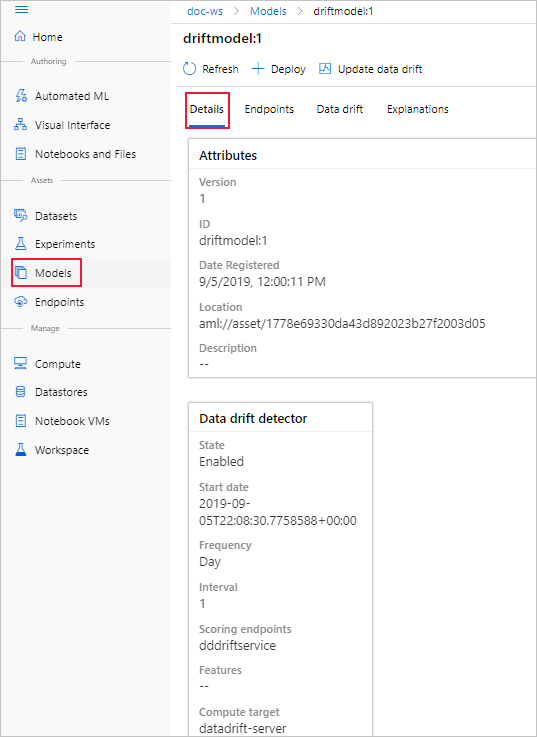 Home
Authoring
Automated ML
Visual Interface
Notebooks and Files
Assets
Datasets
Experiments
Models
Endpoints
Manage
Compute
Datastores
Notebook VMs
Workspace
doc-ws > Models > driftmodel:1
driftmodel:1
Refresh Deploy Update data drift
Details Endpoints Data drift Explanations
Attributes
Version
1
ID
driftmodel:1
Date Registered
9/5/2019, 12:00:11 PM
Location
aml://asset/1778e69330da43d892023b27f2003d05
Description
--
Data drift detector
State
Enabled
Start date
2019-09-
05T22:08:30.7758588+00:00
Frequency
Day
Interval
1
Scoring endpoints
dddriftservice
Features
--
Compute target
datadrift-server